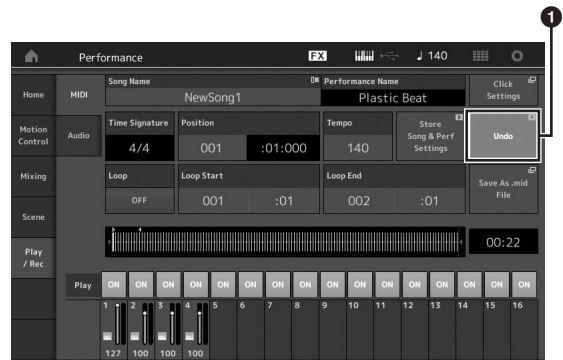 1
Performance FX 140
Song Name Performance Name Click Settings
Home MIDI NewSong1 Plastic Beat
Motion Control Audio Time Signature Position Tempo Store Song & Perf Settings Undo
4/4 001 :01:000 140
Mixing Loop Loop Start Loop End Save As .mid File
OFF 001 :01 002 :01
Scene
Play / Rec 00:22
Play ON ON ON ON ON ON ON ON ON ON ON ON ON ON ON ON
1 2 3 4 5 6 7 8 9 10 11 12 13 14 15 16
127 100 100 100